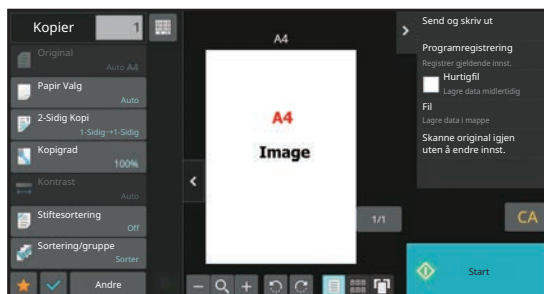 Kopier
1
Original
Auto A4
Papir Valg
Auto
2-Sidig Kopi
1-Sidig→1-Sidig
Kopigrad
100%
Kontrast
Auto
Stiftesortering
Off
Sortering/gruppe
Sorter
Andre
A4
A4
Image
1/1
Send og skriv ut
Programregistrering
Registrer gjeldende innst.
Hurtigfil
Lagre data midlertidig
Fil
Lagre data i mappe
Skanne original igjen
uten å endre innst.
CA
Start